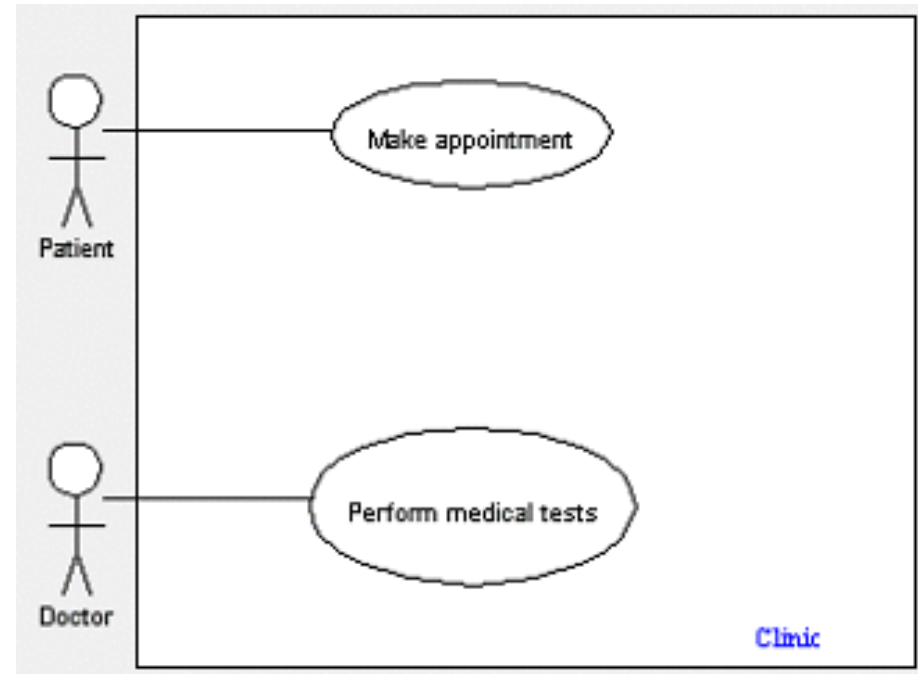 Make appointment
Patient
Perform medical tests
Doctor
Clinic